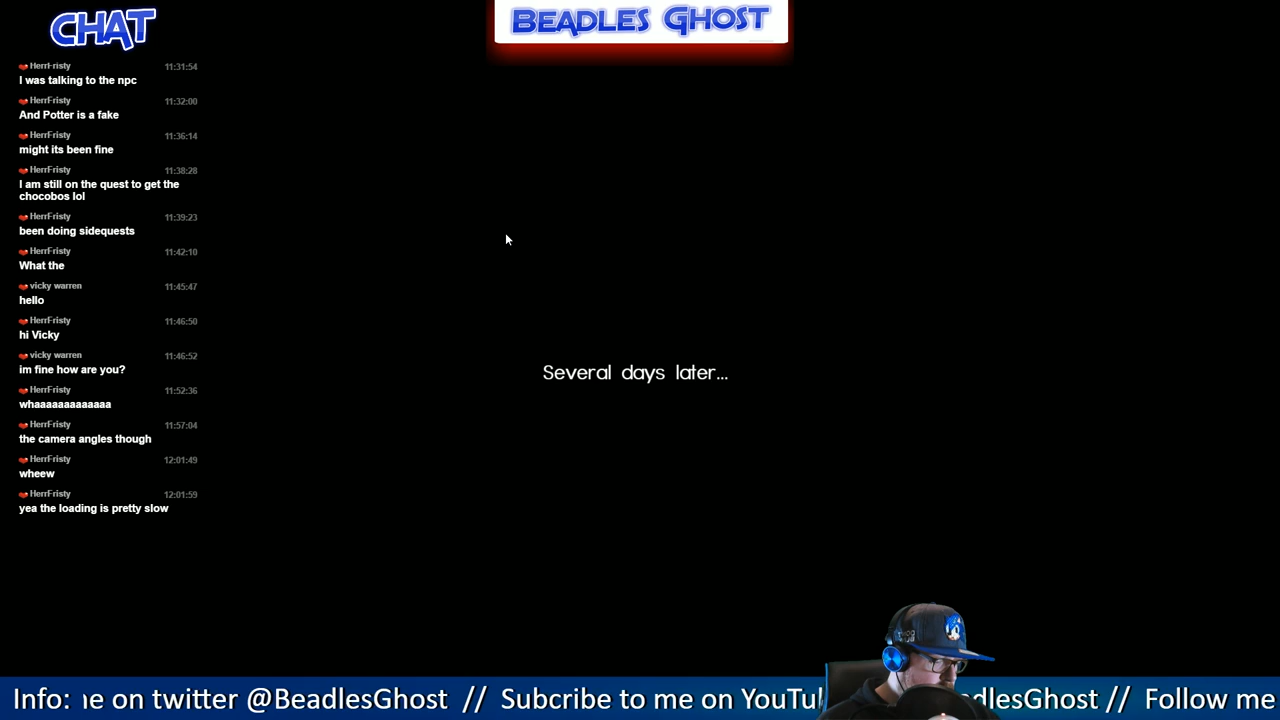 CHAT
BEADLES GHOST
HerrFristy 11:31:54
I was talking to the npc
HerrFristy 11:32:00
And Potter is a fake
HerrFristy 11:36:14
might its been fine
HerrFristy 11:38:28
I am still on the quest to get the
chocobos lol
HerrFristy 11:39:23
been doing sidequests
HerrFristy 11:42:10
What the
vicky warren 11:45:47
hello
HerrFristy 11:46:50
hi Vicky
vicky warren 11:46:52
im fine how are you?
HerrFristy 11:52:36
whaaaaaaaaaaaaa
HerrFristy 11:57:04
the camera angles though
HerrFristy 12:01:49
wheew
HerrFristy 12:01:59
yea the loading is pretty slow
Several days later...
Info: e on twitter @BeadlesGhost // Subcribe to me on YouTu adlesGhost // Follow me